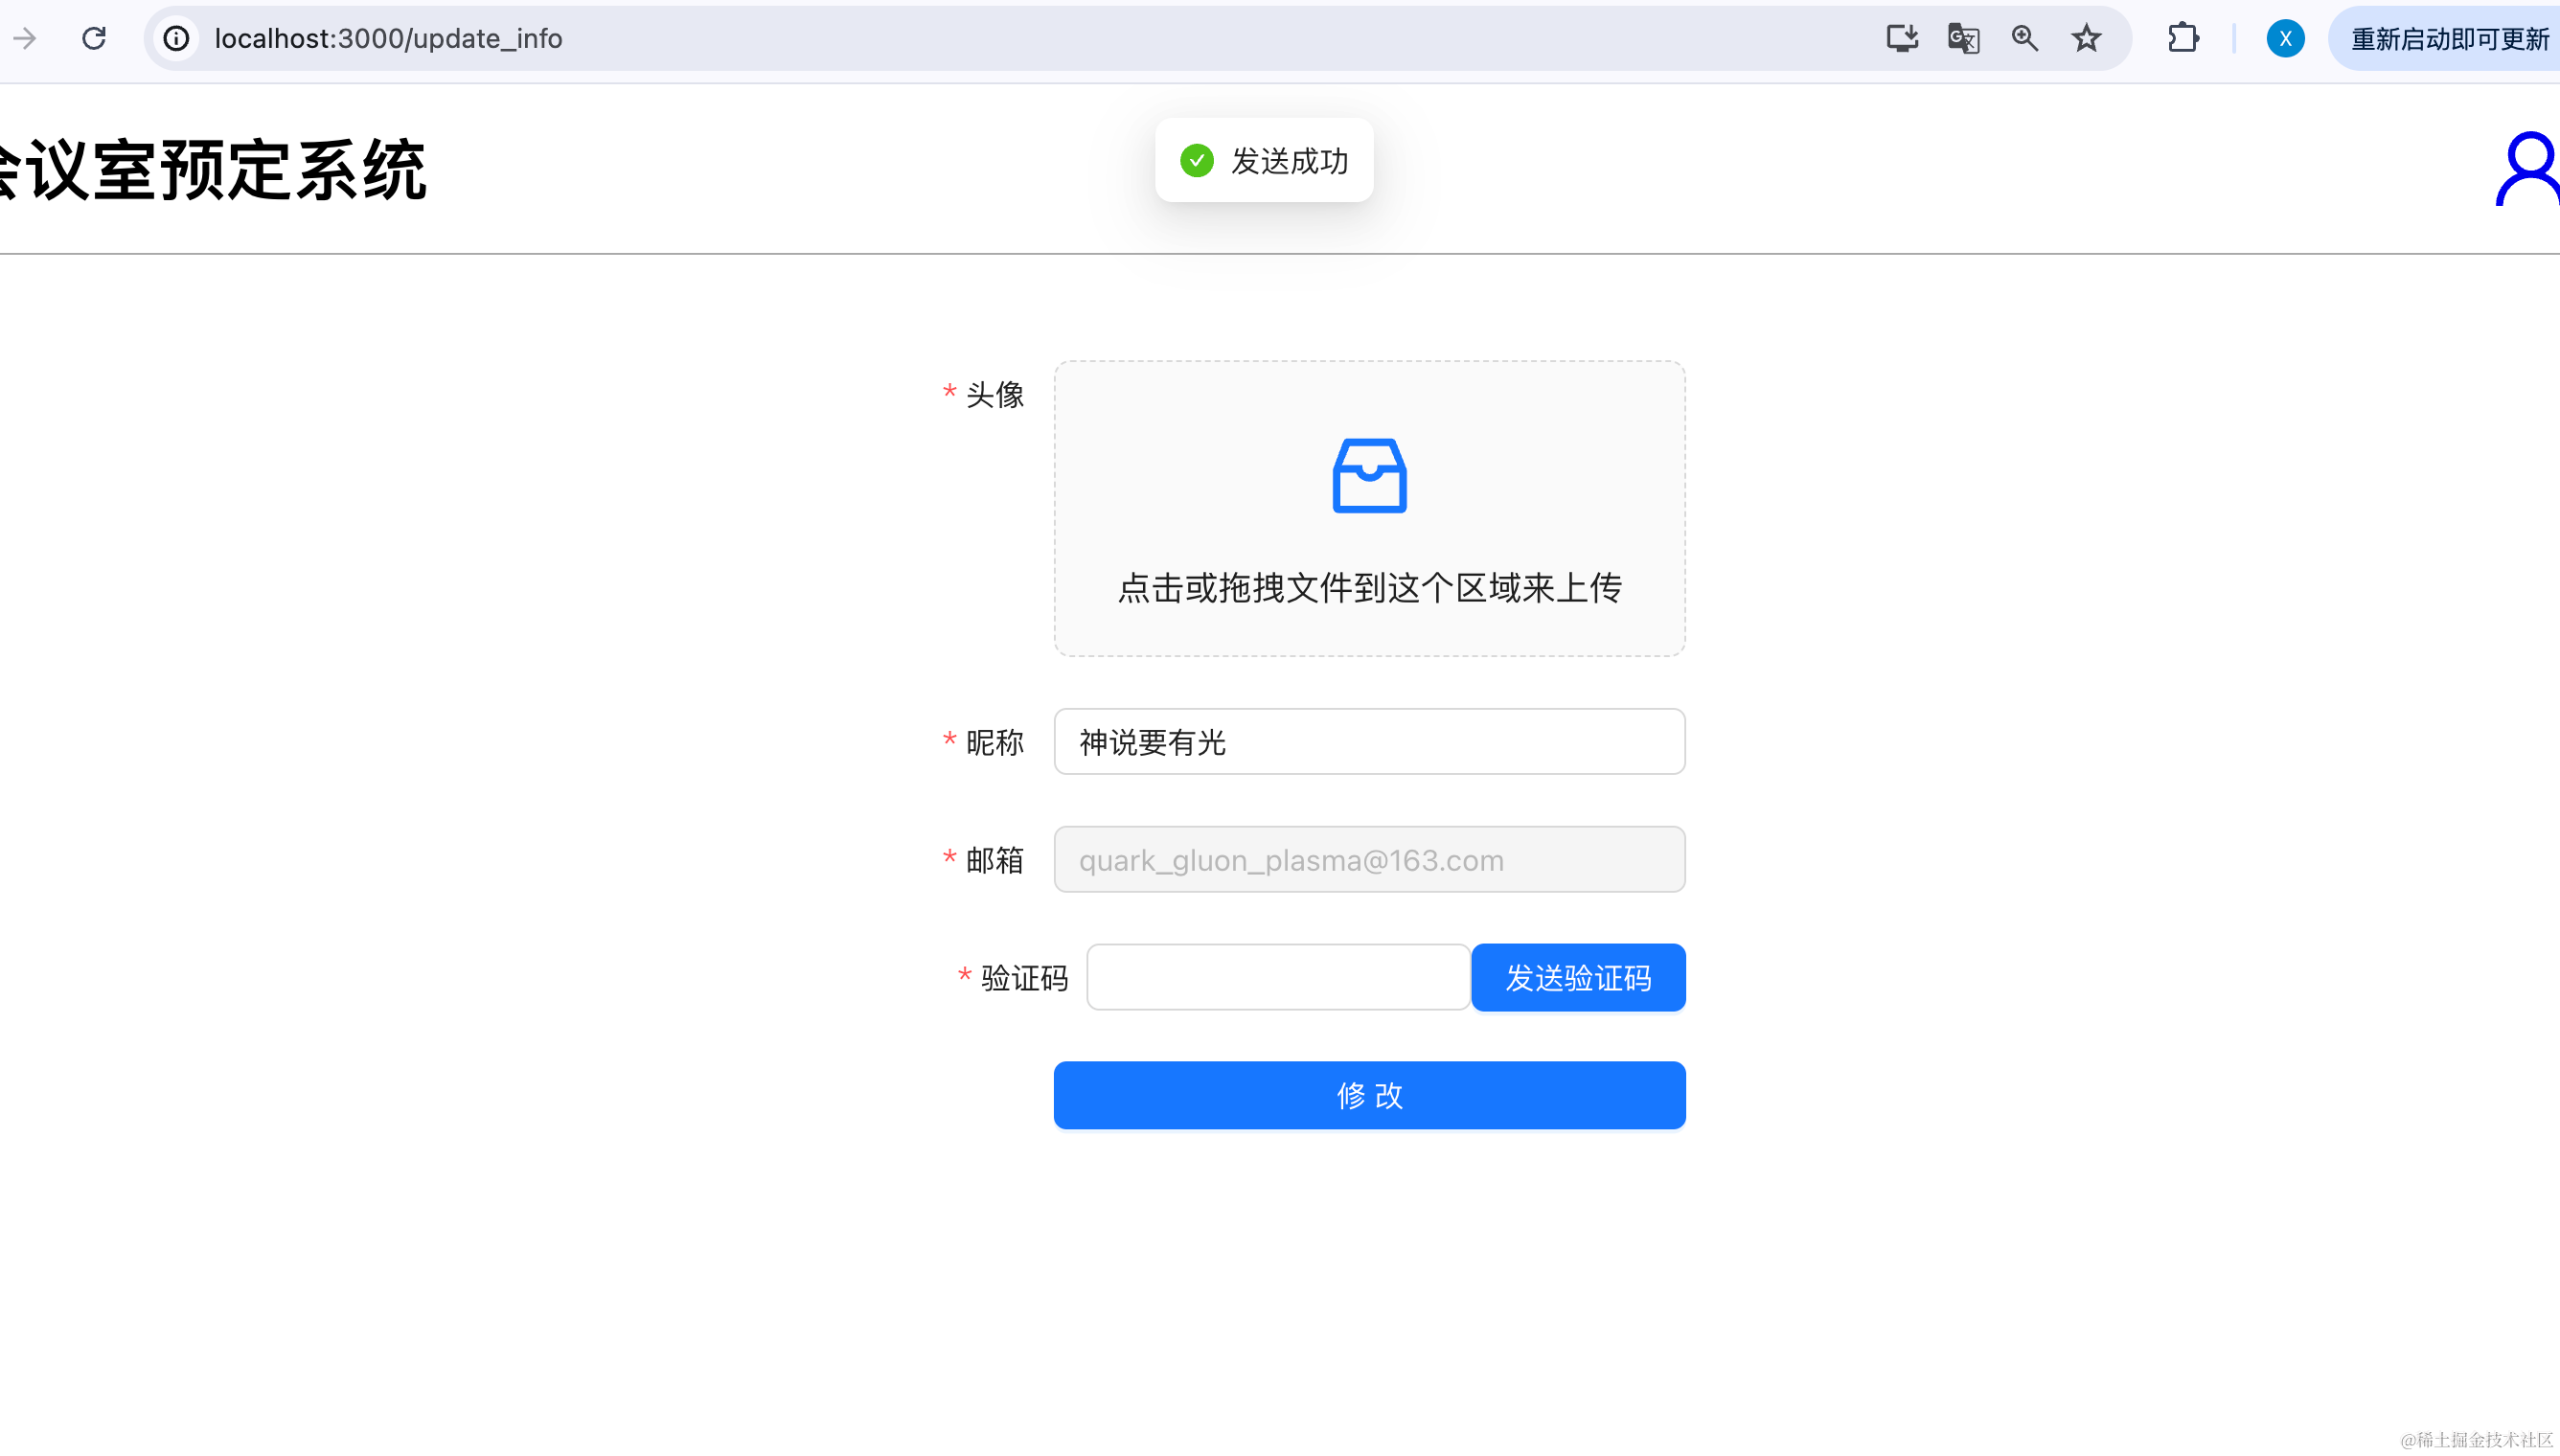 localhost:3000/update_info
X
重新启动即可更新
会议室预定系统
发送成功
* 头像
点击或拖拽文件到这个区域来上传
* 昵称
神说要有光
* 邮箱
quark_gluon_plasma@163.com
* 验证码
发送验证码
修 改
@稀土掘金技术社区